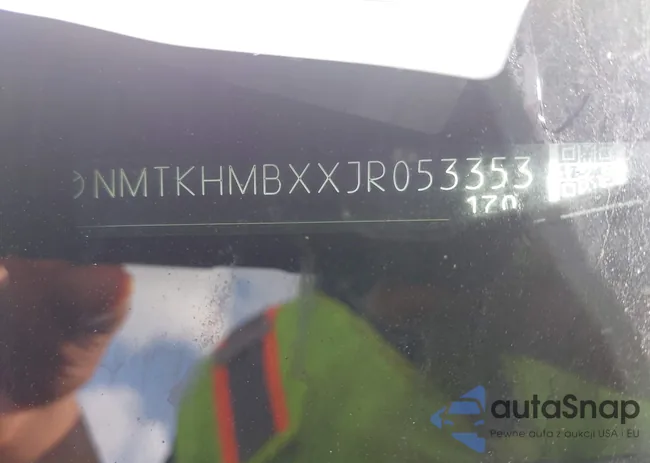 NMTKHMBXXJR053353
170
autaSnap
Pewne auta z aukcji USA i EU